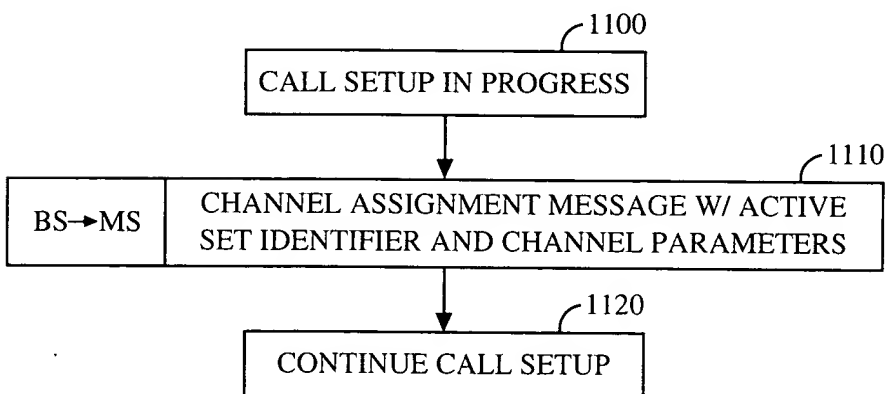 1100
CALL SETUP IN PROGRESS
1110
BS→MS
CHANNEL ASSIGNMENT MESSAGE W/ ACTIVE
SET IDENTIFIER AND CHANNEL PARAMETERS
1120
CONTINUE CALL SETUP